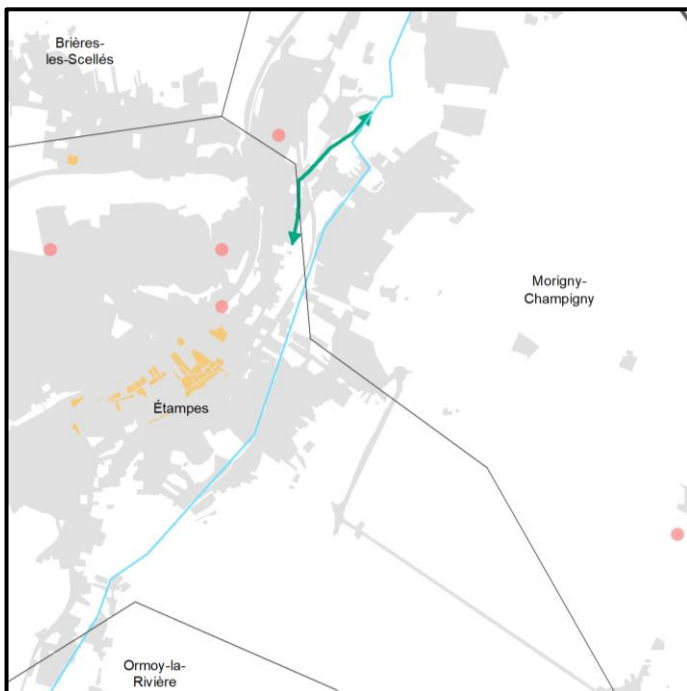 Brières-
les-Scellés
Morigny-
Champigny
Étampes
Ormoy-la-
Rivière